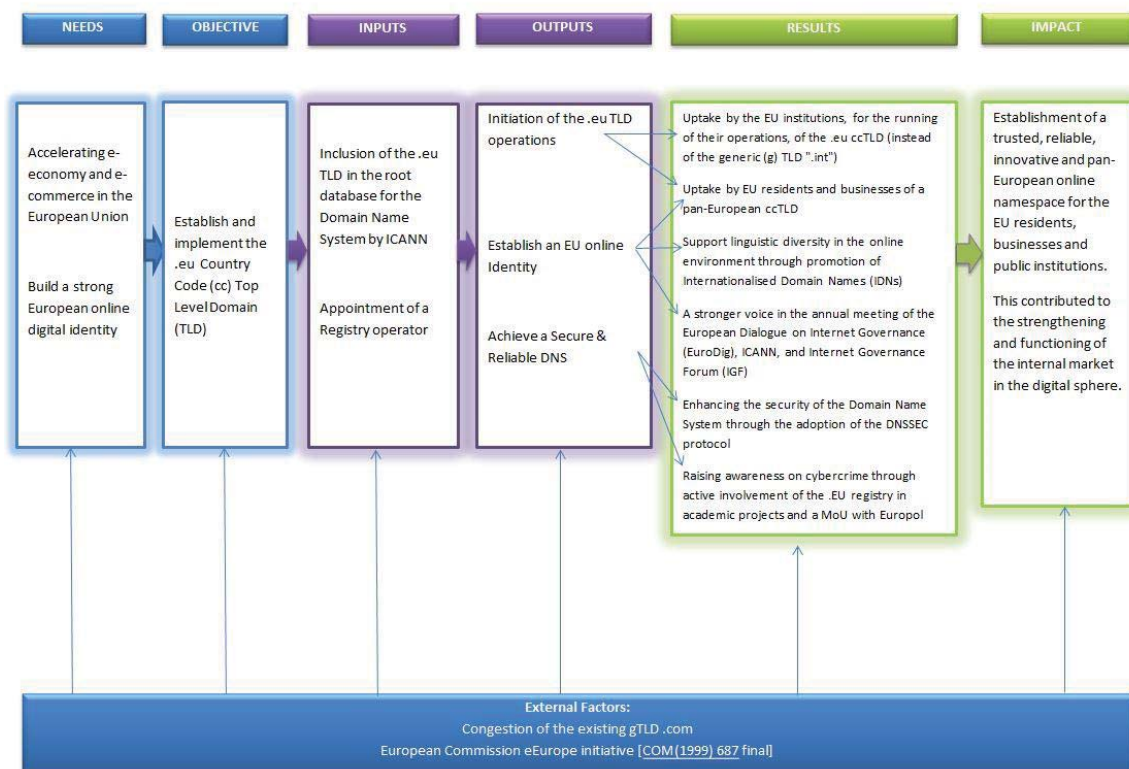 NEEDS
OBJECTIVE
INPUTS
OUTPUTS
RESULTS
IMPACT
Accelerating e-
economy and e-
commerce in the
European Union
Build a strong
European online
digital identity
Establish and
implement the
.eu Country
Code (cc) Top
Level Domain
(TLD)
Inclusion of the .eu
TLD in the root
database for the
Domain Name
System by ICANN
Appointment of a
Registry operator
Initiation of the .eu TLD
operations
Establish an EU online
Identity
Achieve a Secure &
Reliable DNS
Uptake by the EU institutions, for the running
of their operations, of the .eu ccTLD (instead
of the generic (g) TLD ".int")
Uptake by EU residents and businesses of a
pan-European ccTLD
Support linguistic diversity in the online
environment through promotion of
Internationalised Domain Names (IDNs)
A stronger voice in the annual meeting of the
European Dialogue on Internet Governance
(EuroDig), ICANN, and Internet Governance
Forum (IGF)
Enhancing the security of the Domain Name
System through the adoption of the DNSSEC
protocol
Raising awareness on cybercrime through
active involvement of the .EU registry in
academic projects and a MoU with Europol
Establishment of a
trusted, reliable,
innovative and pan-
European online
namespace for the
EU residents,
businesses and
public institutions.
This contributed to
the strengthening
and functioning of
the internal market
in the digital sphere.
External Factors:
Congestion of the existing gTLD .com
European Commission eEurope initiative [COM(1999) 687 final]